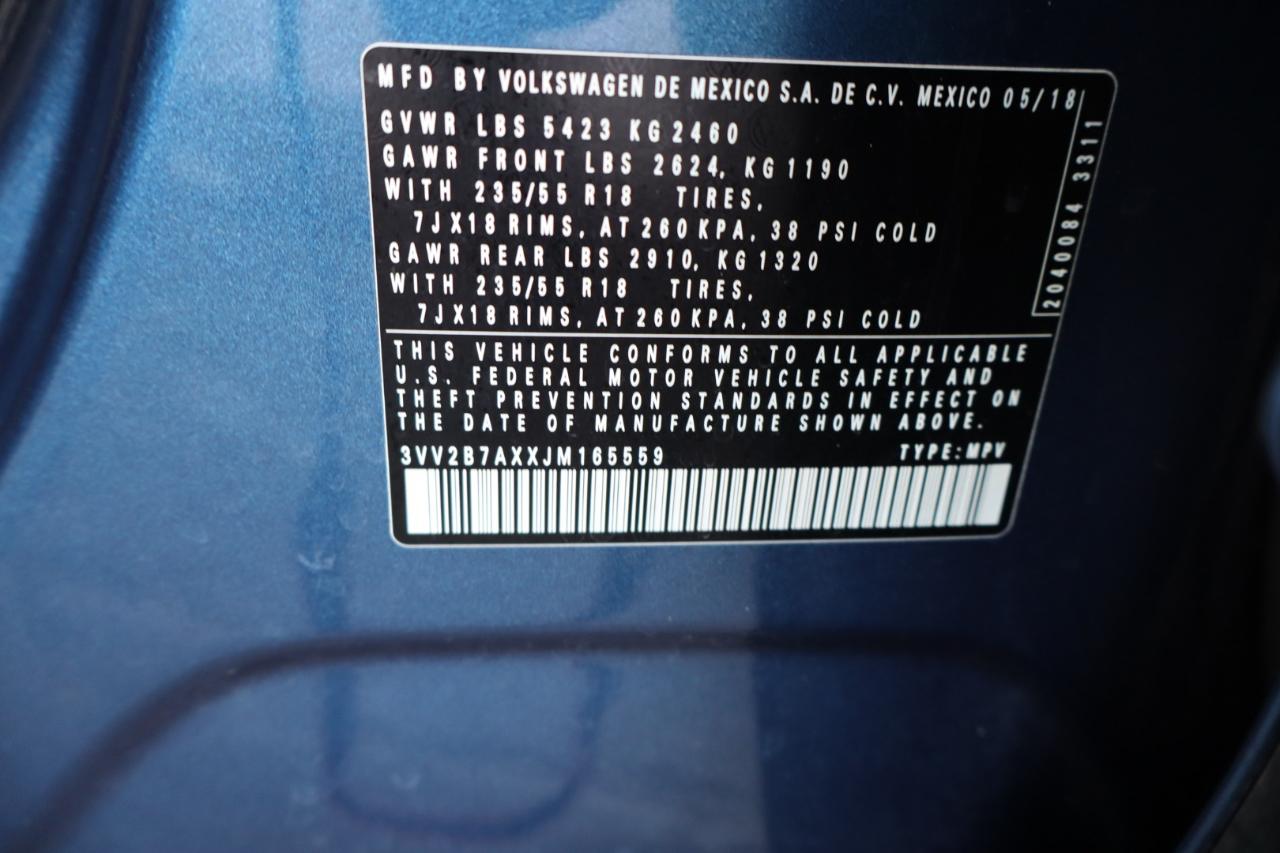 MFD BY VOLKSWAGEN DE MEXICO S.A. DE C.V. MEXICO 05/18
GVWR LBS 5423 KG 2460
GAWR FRONT LBS 2624, KG 1190
WITH 235/55 R18 TIRES,
7JX18 RIMS, AT 260 KPA, 38 PSI COLD
GAWR REAR LBS 2910, KG 1320
WITH 235/55 R18 TIRES,
7JX18 RIMS, AT 260 KPA, 38 PSI COLD
2040084 3311
THIS VEHICLE CONFORMS TO ALL APPLICABLE
U.S. FEDERAL MOTOR VEHICLE SAFETY AND
THEFT PREVENTION STANDARDS IN EFFECT ON
THE DATE OF MANUFACTURE SHOWN ABOVE.
3VV2B7AXXJM165559 TYPE: MPV